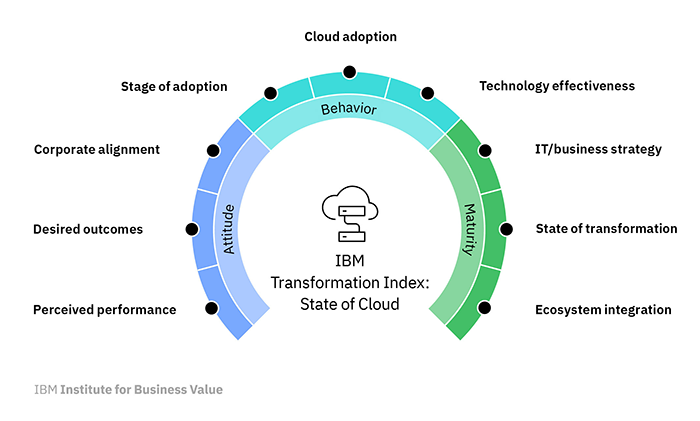 Cloud adoption
Stage of adoption
Technology effectiveness
Behavior
Corporate alignment
IT/business strategy
Attitude
Maturity
Desired outcomes
State of transformation
IBM
Transformation Index:
State of Cloud
Perceived performance
Ecosystem integration
IBM Institute for Business Value